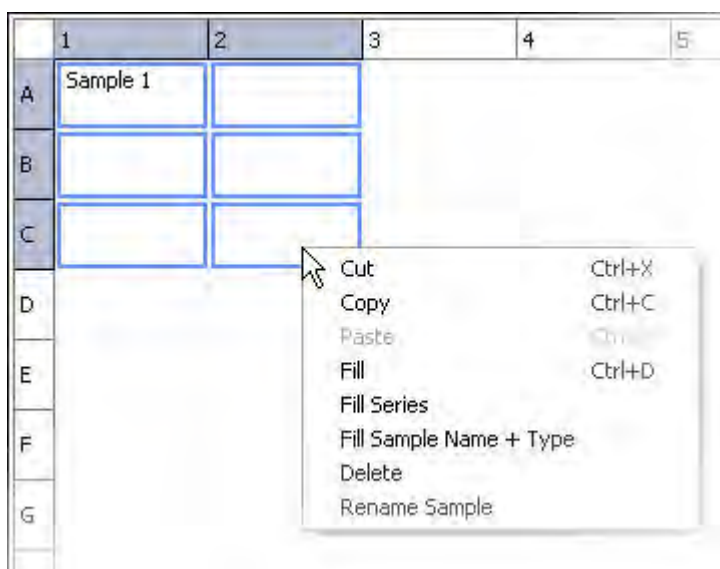 1 2 3 4 5
A Sample 1
B
C
Cut Ctrl+X
D Copy Ctrl+C
Paste
E Fill Ctrl+D
Fill Series
F Fill Sample Name + Type
Delete
G Rename Sample